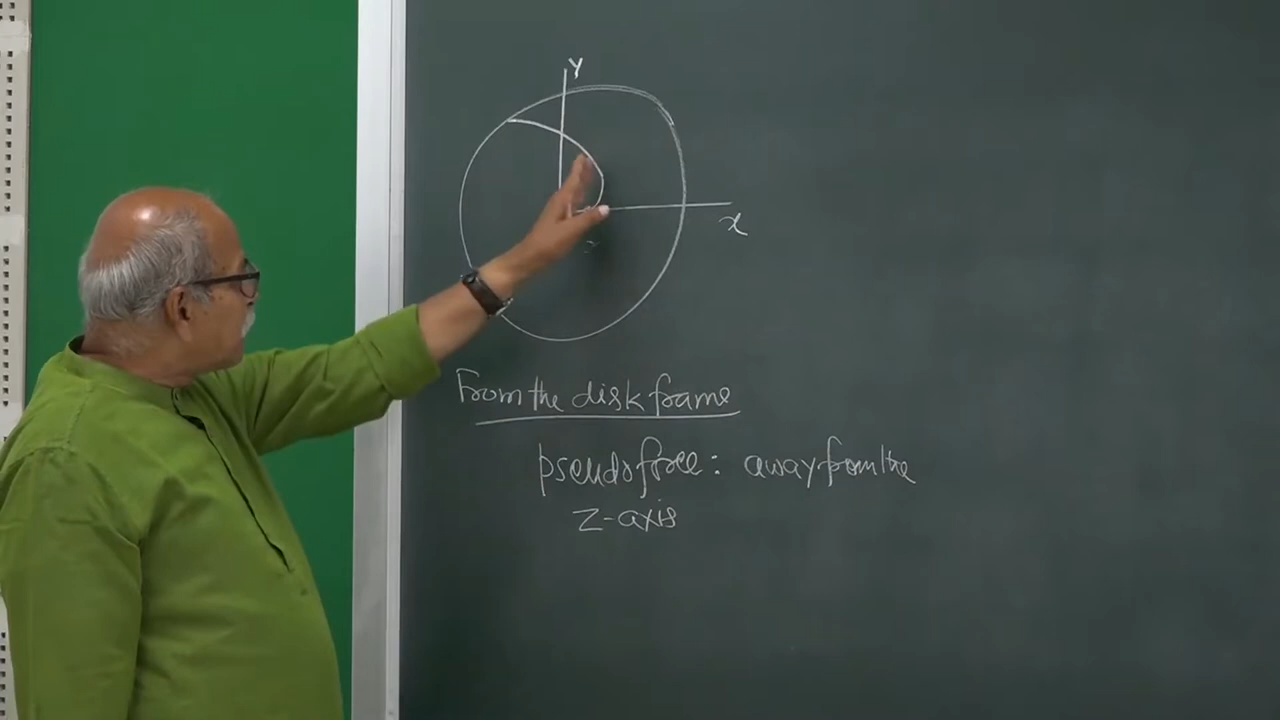 Y
x
From the disk frame
pseudo force: away from the
Z-axis